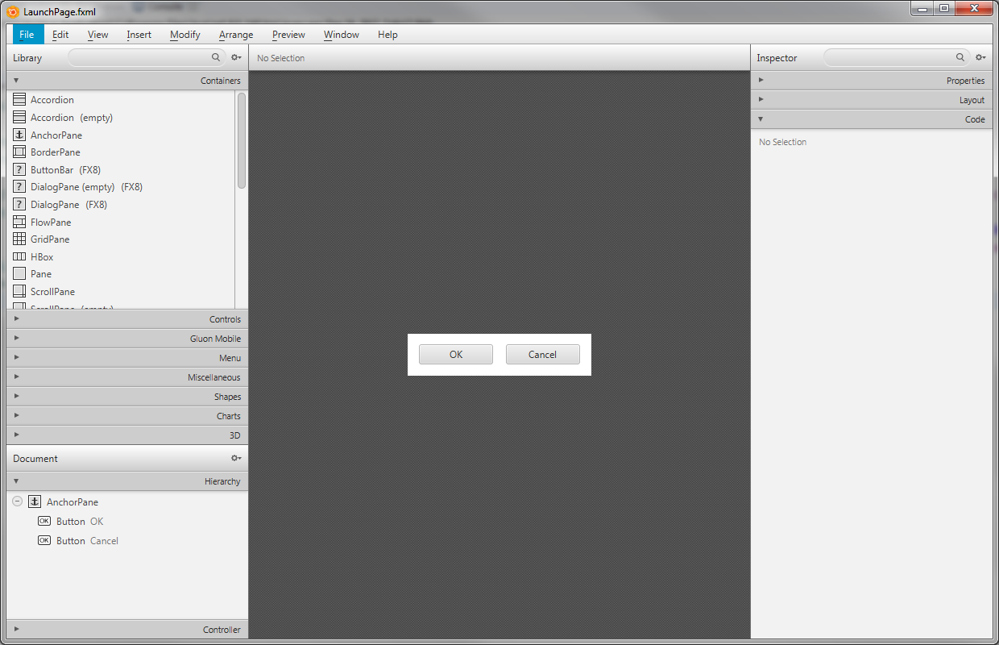 LaunchPage.fxml
File Edit View Insert Modify Arrange Preview Window Help
Library
No Selection
Inspector
Containers
Accordion
Accordion (empty)
AnchorPane
BorderPane
? ButtonBar (FX8)
? DialogPane (empty) (FX8)
? DialogPane (FX8)
FlowPane
GridPane
HBox
Pane
ScrollPane
ScrollPane (empty)
Controls
Gluon Mobile
Menu
Miscellaneous
Shapes
Charts
3D
Document
Hierarchy
AnchorPane
OK Button OK
OK Button Cancel
Controller
OK Cancel
Properties
Layout
Code
No Selection